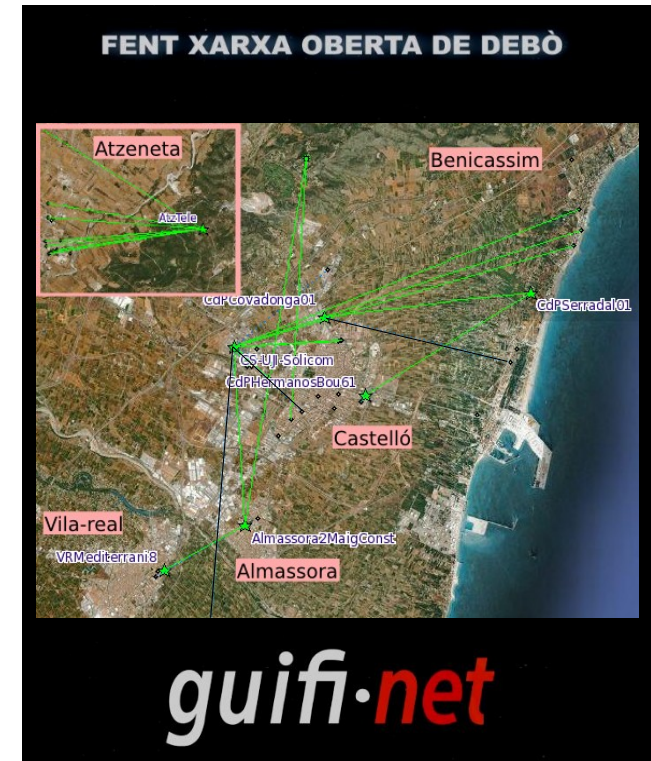 FENT XARXA OBERTA DE DEBÒ
Atzeneta
Benicassim
AtzTele
CdPCovadonga01
CdPSerradal01
CS-UJI-Solicom
CdPHermanosBou61
Castelló
Vila-real
Almassora2MaigConst
VRMediterrani8
Almassora
guifi·net